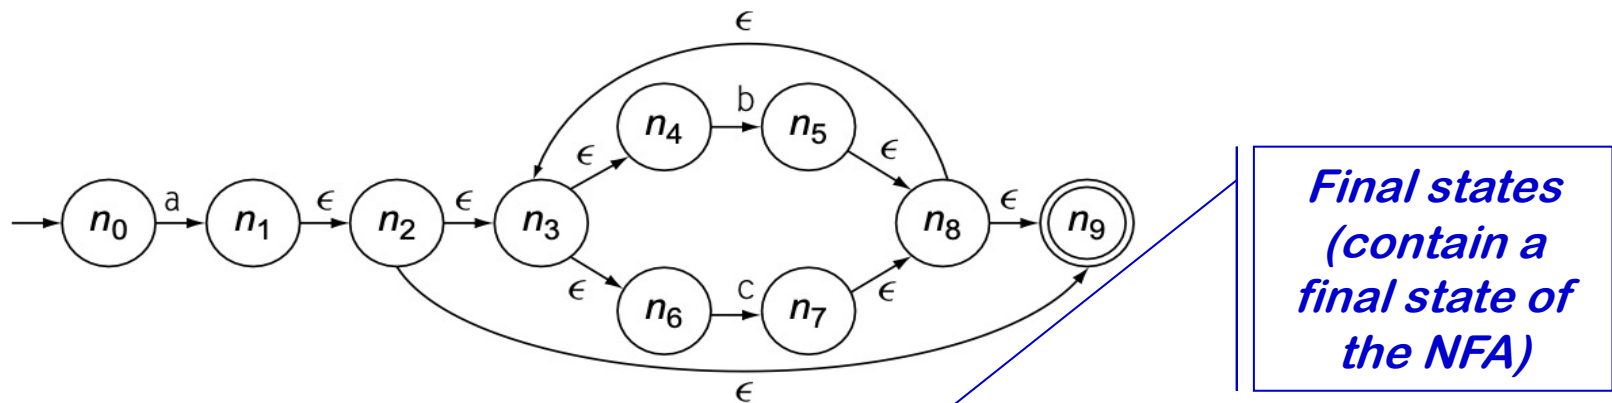 ϵ
b
n4 n5
ϵ ϵ
a ϵ ϵ ϵ
n0 n1 n2 n3 n8 n9
ϵ c ϵ
n6 n7
ϵ
Final states
(contain a
final state of
the NFA)